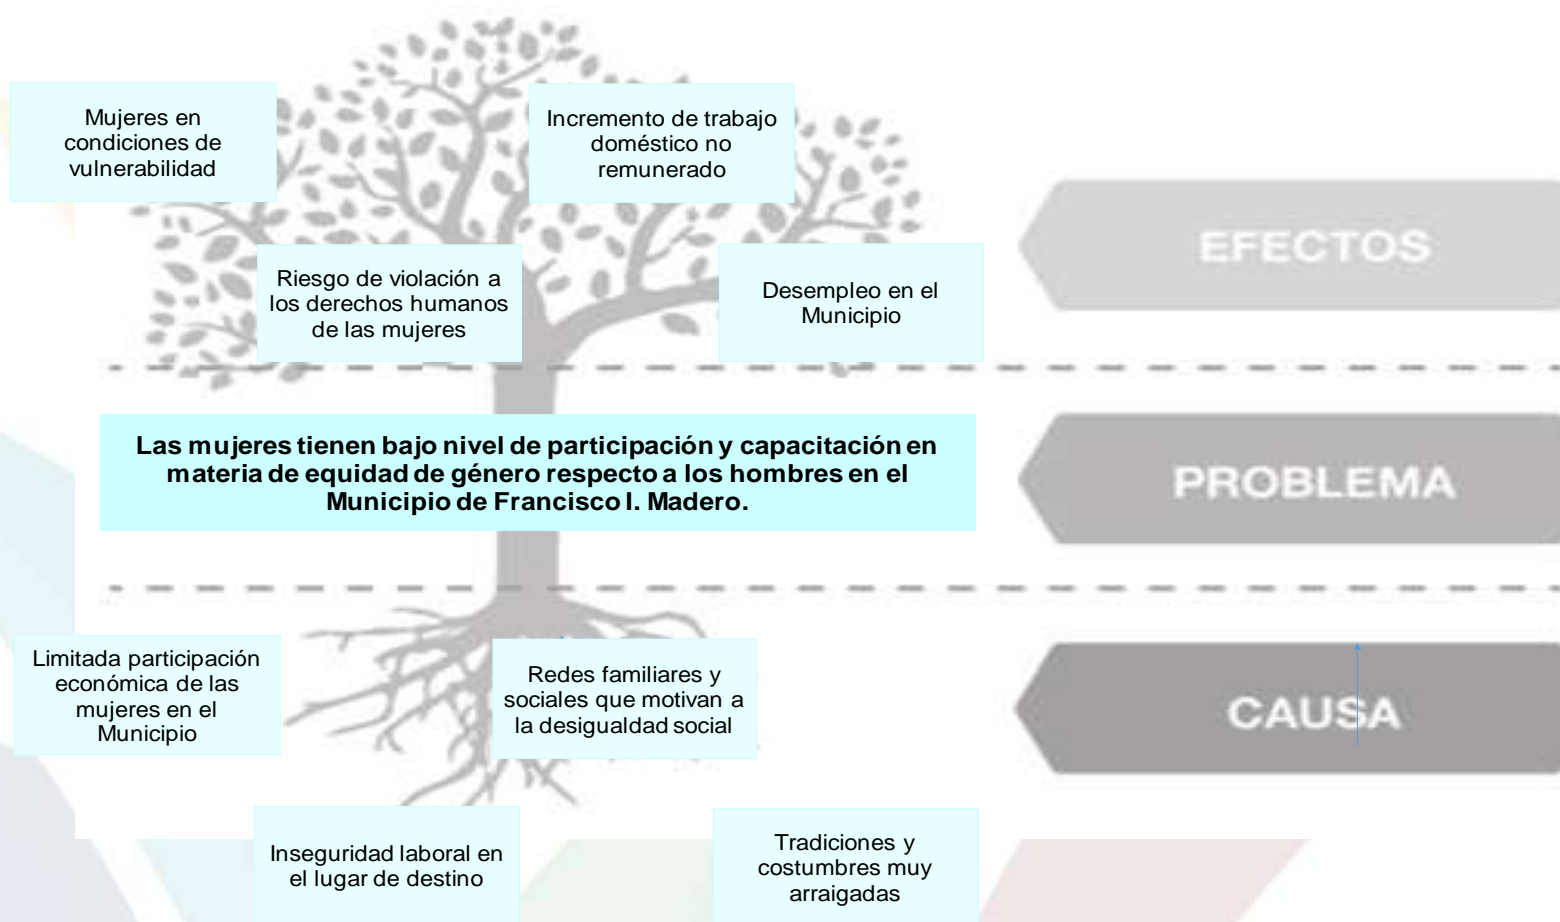 Mujeres en
condiciones de
vulnerabilidad
Incremento de trabajo
doméstico no
remunerado
Riesgo de violación a
los derechos humanos
de las mujeres
Desempleo en el
Municipio
EFECTOS
Las mujeres tienen bajo nivel de participación y capacitación en
materia de equidad de género respecto a los hombres en el
Municipio de Francisco I. Madero.
PROBLEMA
Limitada participación
económica de las
mujeres en el
Municipio
Redes familiares y
sociales que motivan a
la desigualdad social
CAUSA
Inseguridad laboral en
el lugar de destino
Tradiciones y
costumbres muy
arraigadas